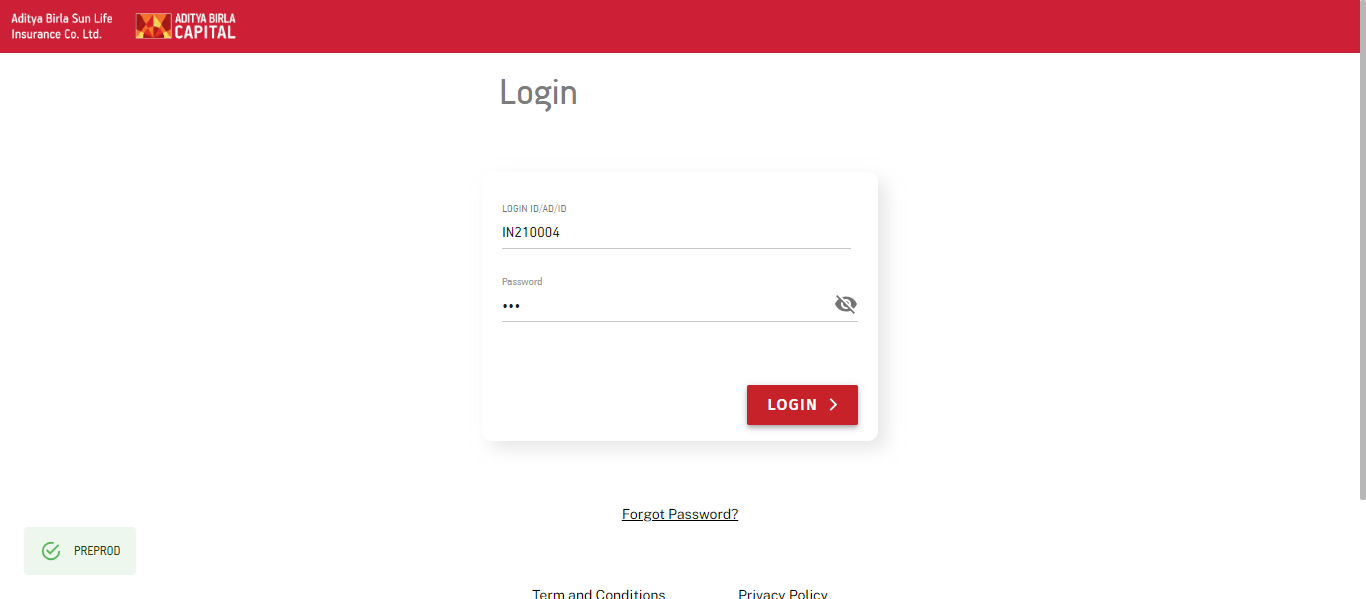 Aditya Birla Sun Life
Insurance Co. Ltd.
ADITYA BIRLA
CAPITAL
Login
LOGIN ID/AD/ID
IN210004
Password
•••
LOGIN
Forgot Password?
PREPROD
Term and Conditions
Privacy Policy